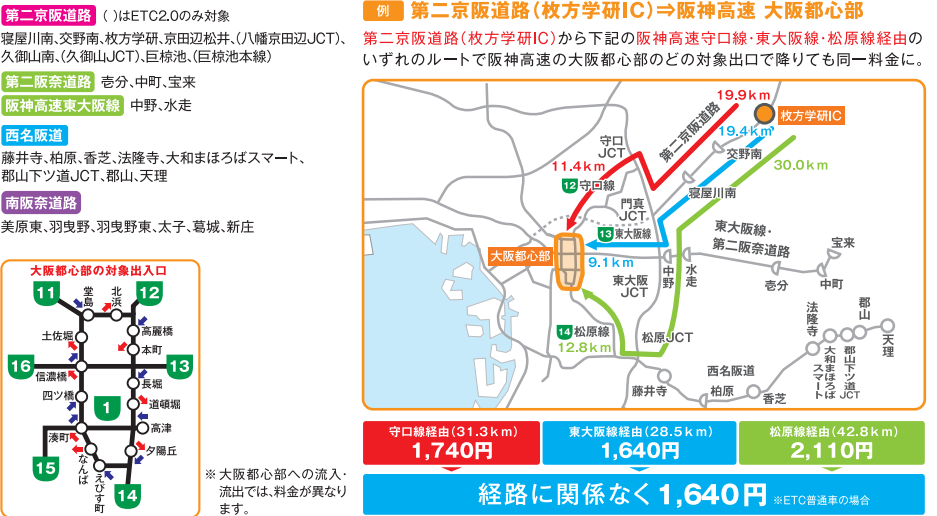 第二京阪道路 ( )はETC2.0のみ対象
寝屋川南、交野南、枚方学研、京田辺松井、(八幡京田辺JCT)、
久御山南、(久御山JCT)、巨椋池、(巨椋池本線)
第二阪奈道路 壱分、中町、宝来
阪神高速東大阪線 中野、水走
西名阪道
藤井寺、柏原、香芝、法隆寺、大和まほろばスマート、
郡山下ツ道JCT、郡山、天理
南阪奈道路
美原東、羽曳野、羽曳野東、太子、葛城、新庄
大阪都心部の対象出入口
11
堂島
北浜
12
土佐堀
高麗橋
本町
16
信濃橋
13
四ツ橋
長堀
1
道頓堀
湊町
高津
なんば
夕陽丘
15
えびす町
14
※大阪都心部への流入・
流出では、料金が異なり
ます。
例 第二京阪道路(枚方学研IC)⇒阪神高速 大阪都心部
第二京阪道路(枚方学研IC)から下記の阪神高速守口線・東大阪線・松原線経由の
いずれのルートで阪神高速の大阪都心部のどの対象出口で降りても同一料金に。
19.9km
第二京阪道路
枚方学研IC
19.4km
守口
JCT
交野南
30.0km
11.4km
12 守口線
寝屋川南
門真
JCT
13 東大阪線
東大阪線・
第二阪奈道路
大阪都心部
9.1km
宝来
東大阪
JCT
中野
水走
壱分
中町
14 松原線
12.8km
松原JCT
法隆寺
郡山
天理
大和まほろば
スマート
郡山下ツ道
JCT
西名阪道
藤井寺
柏原
香芝
守口線経由(31.3km)
1,740円
東大阪線経由(28.5km)
1,640円
松原線経由(42.8km)
2,110円
経路に関係なく1,640円 ※ETC普通車の場合